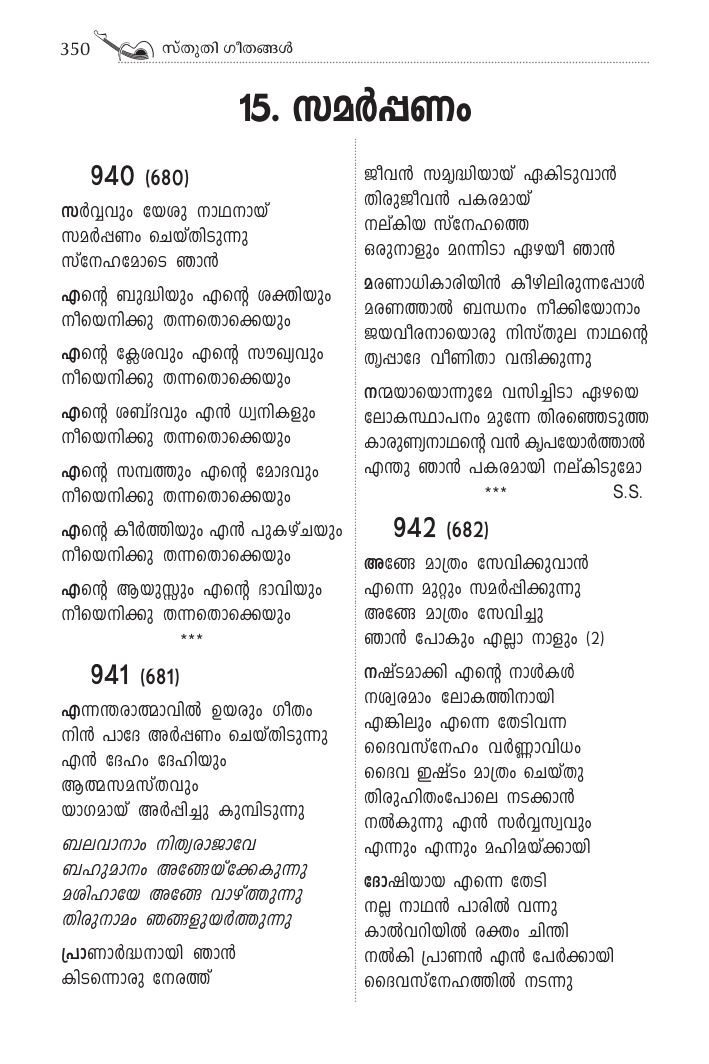 350 സ്തുതി ഗീതങ്ങൾ
15. സമർപ്പണം
940 (680)
സർവ്വവും യേശു നാഥനായ്
സമർപ്പണം ചെയ്തിടുന്നു
സ്നേഹമോടെ ഞാൻ
എന്റെ ബുദ്ധിയും എന്റെ ശക്തിയും
നീയെനിക്കു തന്നതൊക്കെയും
എന്റെ ക്ലേശവും എന്റെ സൗഖ്യവും
നീയെനിക്കു തന്നതൊക്കെയും
എന്റെ ശബ്ദവും എൻ ധ്വനികളും
നീയെനിക്കു തന്നതൊക്കെയും
എന്റെ സമ്പത്തും എന്റെ മോദവും
നീയെനിക്കു തന്നതൊക്കെയും
എന്റെ കീർത്തിയും എൻ പുകഴ്ചയും
നീയെനിക്കു തന്നതൊക്കെയും
എന്റെ ആയുസ്സും എന്റെ ഭാവിയും
നീയെനിക്കു തന്നതൊക്കെയും
***
941 (681)
എന്നന്തരാത്മാവിൽ ഉയരും ഗീതം
നിൻ പാദേ അർപ്പണം ചെയ്തിടുന്നു
എൻ ദേഹം ദേഹിയും
ആത്മസമസ്തവും
യാഗമായ് അർപ്പിച്ചു കുമ്പിടുന്നു
ബലവാനാം നിത്യരാജാവേ
ബഹുമാനം അങ്ങേയ്ക്കേകുന്നു
മശിഹായേ അങ്ങേ വാഴ്ത്തുന്നു
തിരുനാമം ഞങ്ങളുയർത്തുന്നു
പ്രാണാർദ്ധനായി ഞാൻ
കിടന്നൊരു നേരത്ത്
ജീവൻ സമൃദ്ധിയായ് ഏകിടുവാൻ
തിരുജീവൻ പകരമായ്
നല്കിയ സ്നേഹത്തെ
ഒരുനാളും മറന്നിടാ ഏഴയീ ഞാൻ
മരണാധികാരിയിൻ കീഴിലിരുന്നപ്പോൾ
മരണത്താൽ ബന്ധനം നീക്കിയോനാം
ജയവീരനായൊരു നിസ്തുല നാഥന്റെ
തൃപ്പാദേ വീണിതാ വന്ദിക്കുന്നു
നന്മയായൊന്നുമേ വസിച്ചിടാ ഏഴയെ
ലോകസ്ഥാപനം മുന്നേ തിരഞ്ഞെടുത്ത
കാരുണ്യനാഥന്റെ വൻ കൃപയോർത്താൽ
എന്തു ഞാൻ പകരമായി നല്കിടുമോ
*** S.S.
942 (682)
അങ്ങേ മാത്രം സേവിക്കുവാൻ
എന്നെ മുറ്റും സമർപ്പിക്കുന്നു
അങ്ങേ മാത്രം സേവിച്ചു
ഞാൻ പോകും എല്ലാ നാളും (2)
നഷ്ടമാക്കി എന്റെ നാൾകൾ
നശ്വരമാം ലോകത്തിനായി
എങ്കിലും എന്നെ തേടിവന്ന
ദൈവസ്നേഹം വർണ്ണാവിധം
ദൈവ ഇഷ്ടം മാത്രം ചെയ്തു
തിരുഹിതംപോലെ നടക്കാൻ
നൽകുന്നു എൻ സർവ്വസ്വവും
എന്നും എന്നും മഹിമയ്ക്കായി
ദോഷിയായ എന്നെ തേടി
നല്ല നാഥൻ പാരിൽ വന്നു
കാൽവറിയിൽ രക്തം ചിന്തി
നൽകി പ്രാണൻ എൻ പേർക്കായി
ദൈവസ്നേഹത്തിൽ നടന്നു